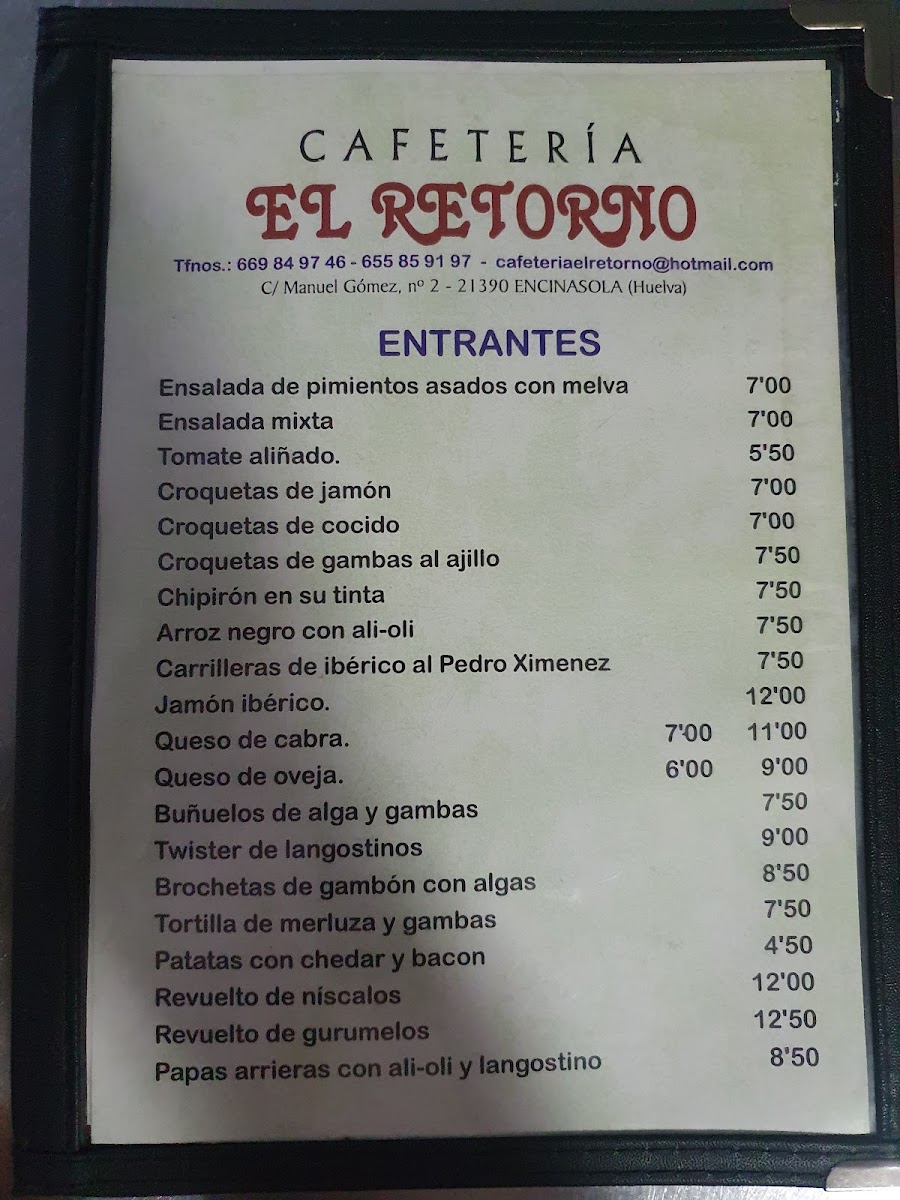 CAFETERÍA
EL RETORNO
Tfnos.: 669 84 97 46 - 655 85 91 97 - cafeteriaelretorno@hotmail.com
C/ Manuel Gómez, nº 2 - 21390 ENCINASOLA (Huelva)
ENTRANTES
Ensalada de pimientos asados con melva 7'00
Ensalada mixta 7'00
Tomate aliñado. 5'50
Croquetas de jamón 7'00
Croquetas de cocido 7'00
Croquetas de gambas al ajillo 7'50
Chipirón en su tinta 7'50
Arroz negro con ali-oli 7'50
Carrilleras de ibérico al Pedro Ximenez 7'50
Jamón ibérico. 12'00
Queso de cabra. 7'00 11'00
Queso de oveja. 6'00 9'00
Buñuelos de alga y gambas 7'50
Twister de langostinos 9'00
Brochetas de gambón con algas 8'50
Tortilla de merluza y gambas 7'50
Patatas con chedar y bacon 4'50
Revuelto de níscalos 12'00
Revuelto de gurumelos 12'50
Papas arrieras con ali-oli y langostino 8'50